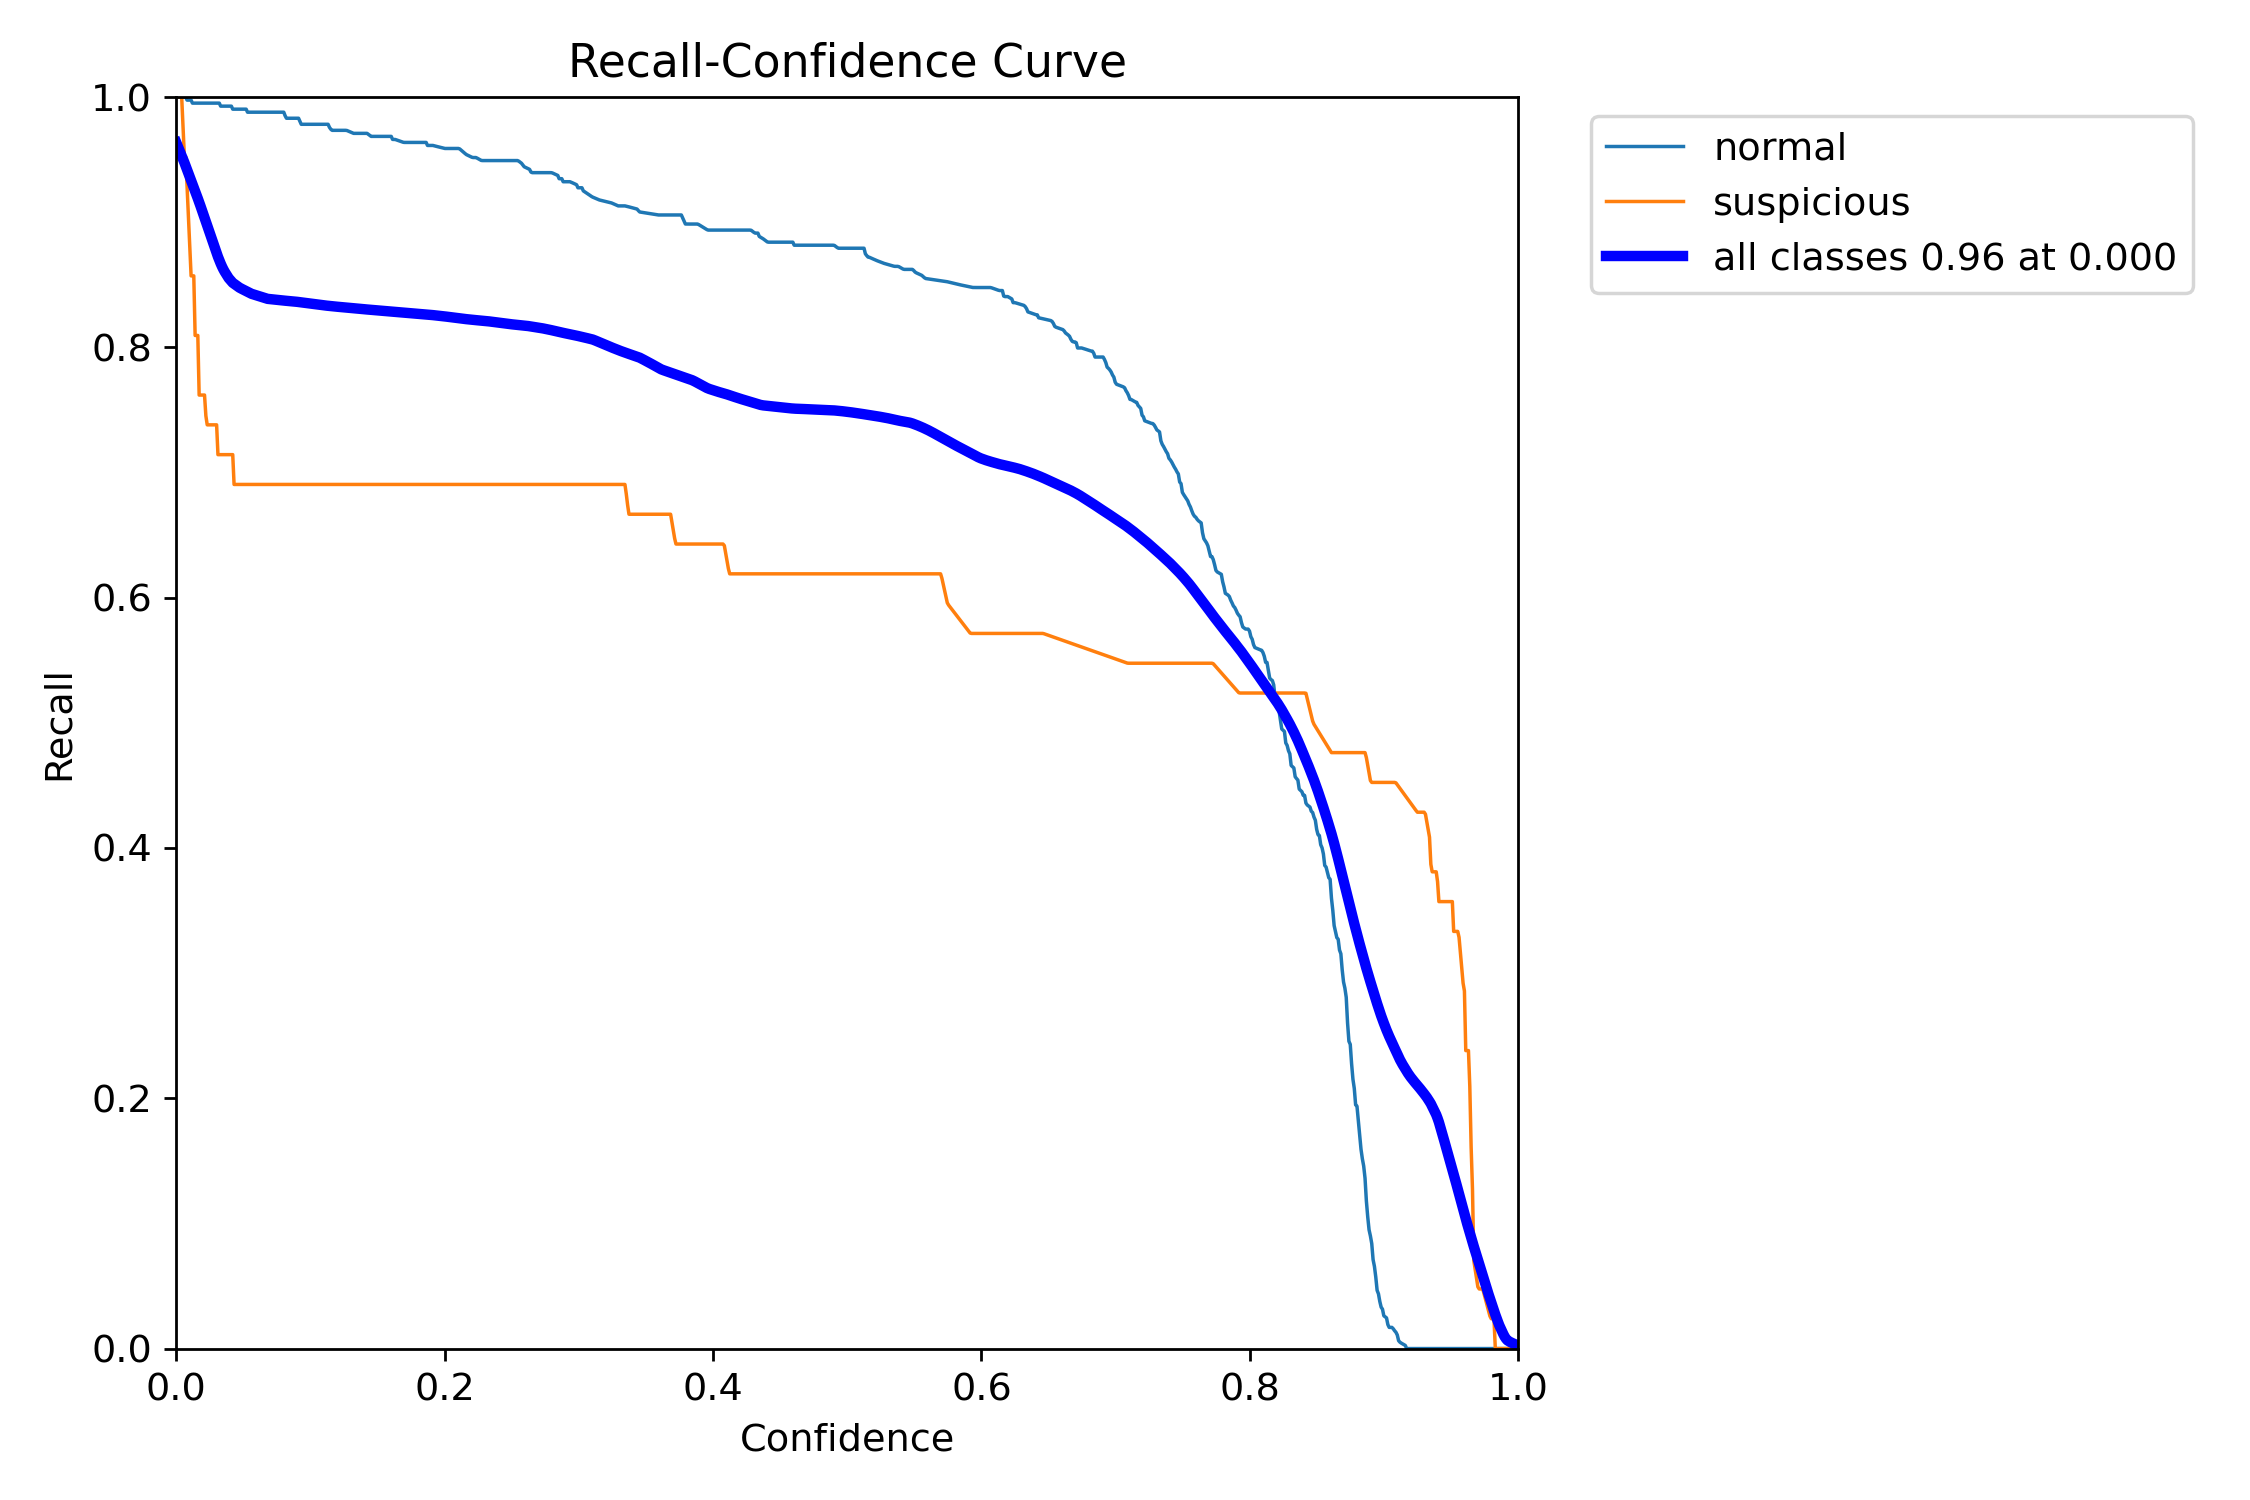 Recall-Confidence Curve
normal
suspicious
all classes 0.96 at 0.000
1.0
0.8
0.6
0.4
0.2
0.0
Recall
0.0 0.2 0.4 0.6 0.8 1.0
Confidence